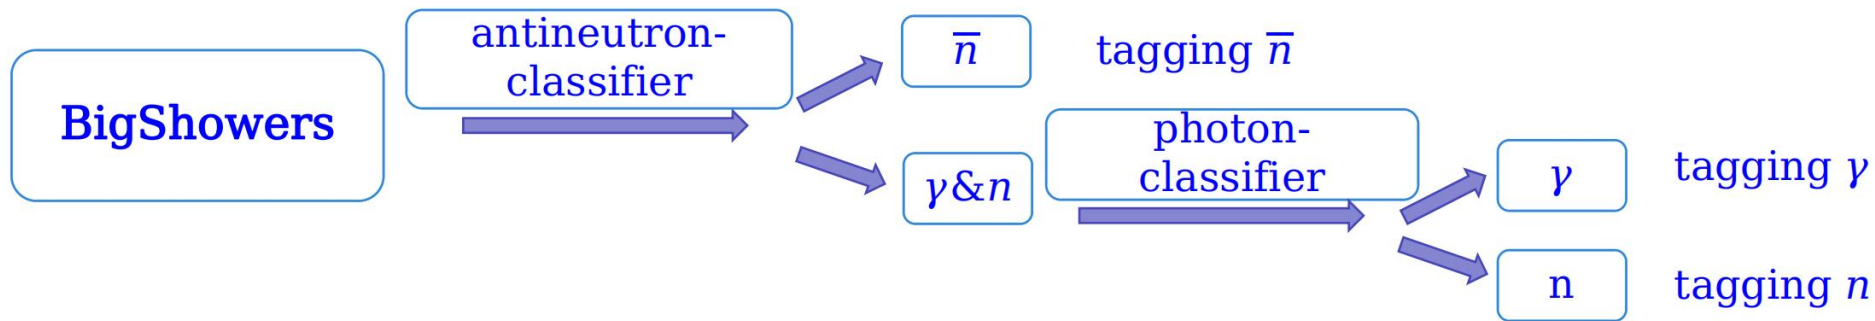 BigShowers
antineutron-
classifier
n̅
tagging n̅
γ&n
photon-
classifier
γ
tagging γ
n
tagging n